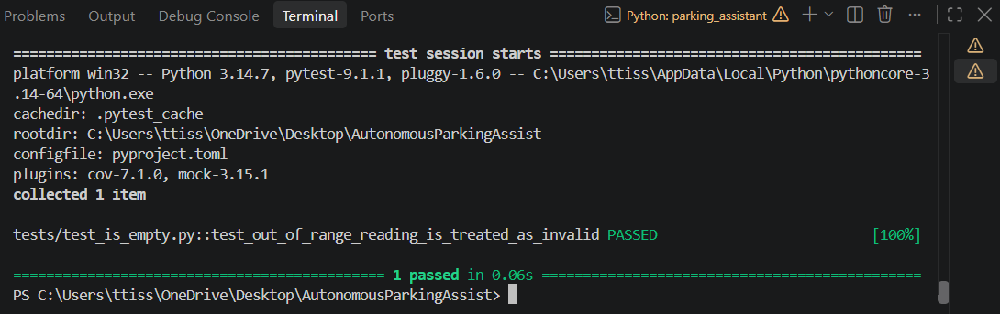 Problems Output Debug Console Terminal Ports Python: parking_assistant
============================================ test session starts =============================================
platform win32 -- Python 3.14.7, pytest-9.1.1, pluggy-1.6.0 -- C:\Users\ttiss\AppData\Local\Python\pythoncore-3
.14-64\python.exe
cachedir: .pytest_cache
rootdir: C:\Users\ttiss\OneDrive\Desktop\AutonomousParkingAssist
configfile: pyproject.toml
plugins: cov-7.1.0, mock-3.15.1
collected 1 item
tests/test_is_empty.py::test_out_of_range_reading_is_treated_as_invalid PASSED [100%]
============================================= 1 passed in 0.06s ==============================================
PS C:\Users\ttiss\OneDrive\Desktop\AutonomousParkingAssist>